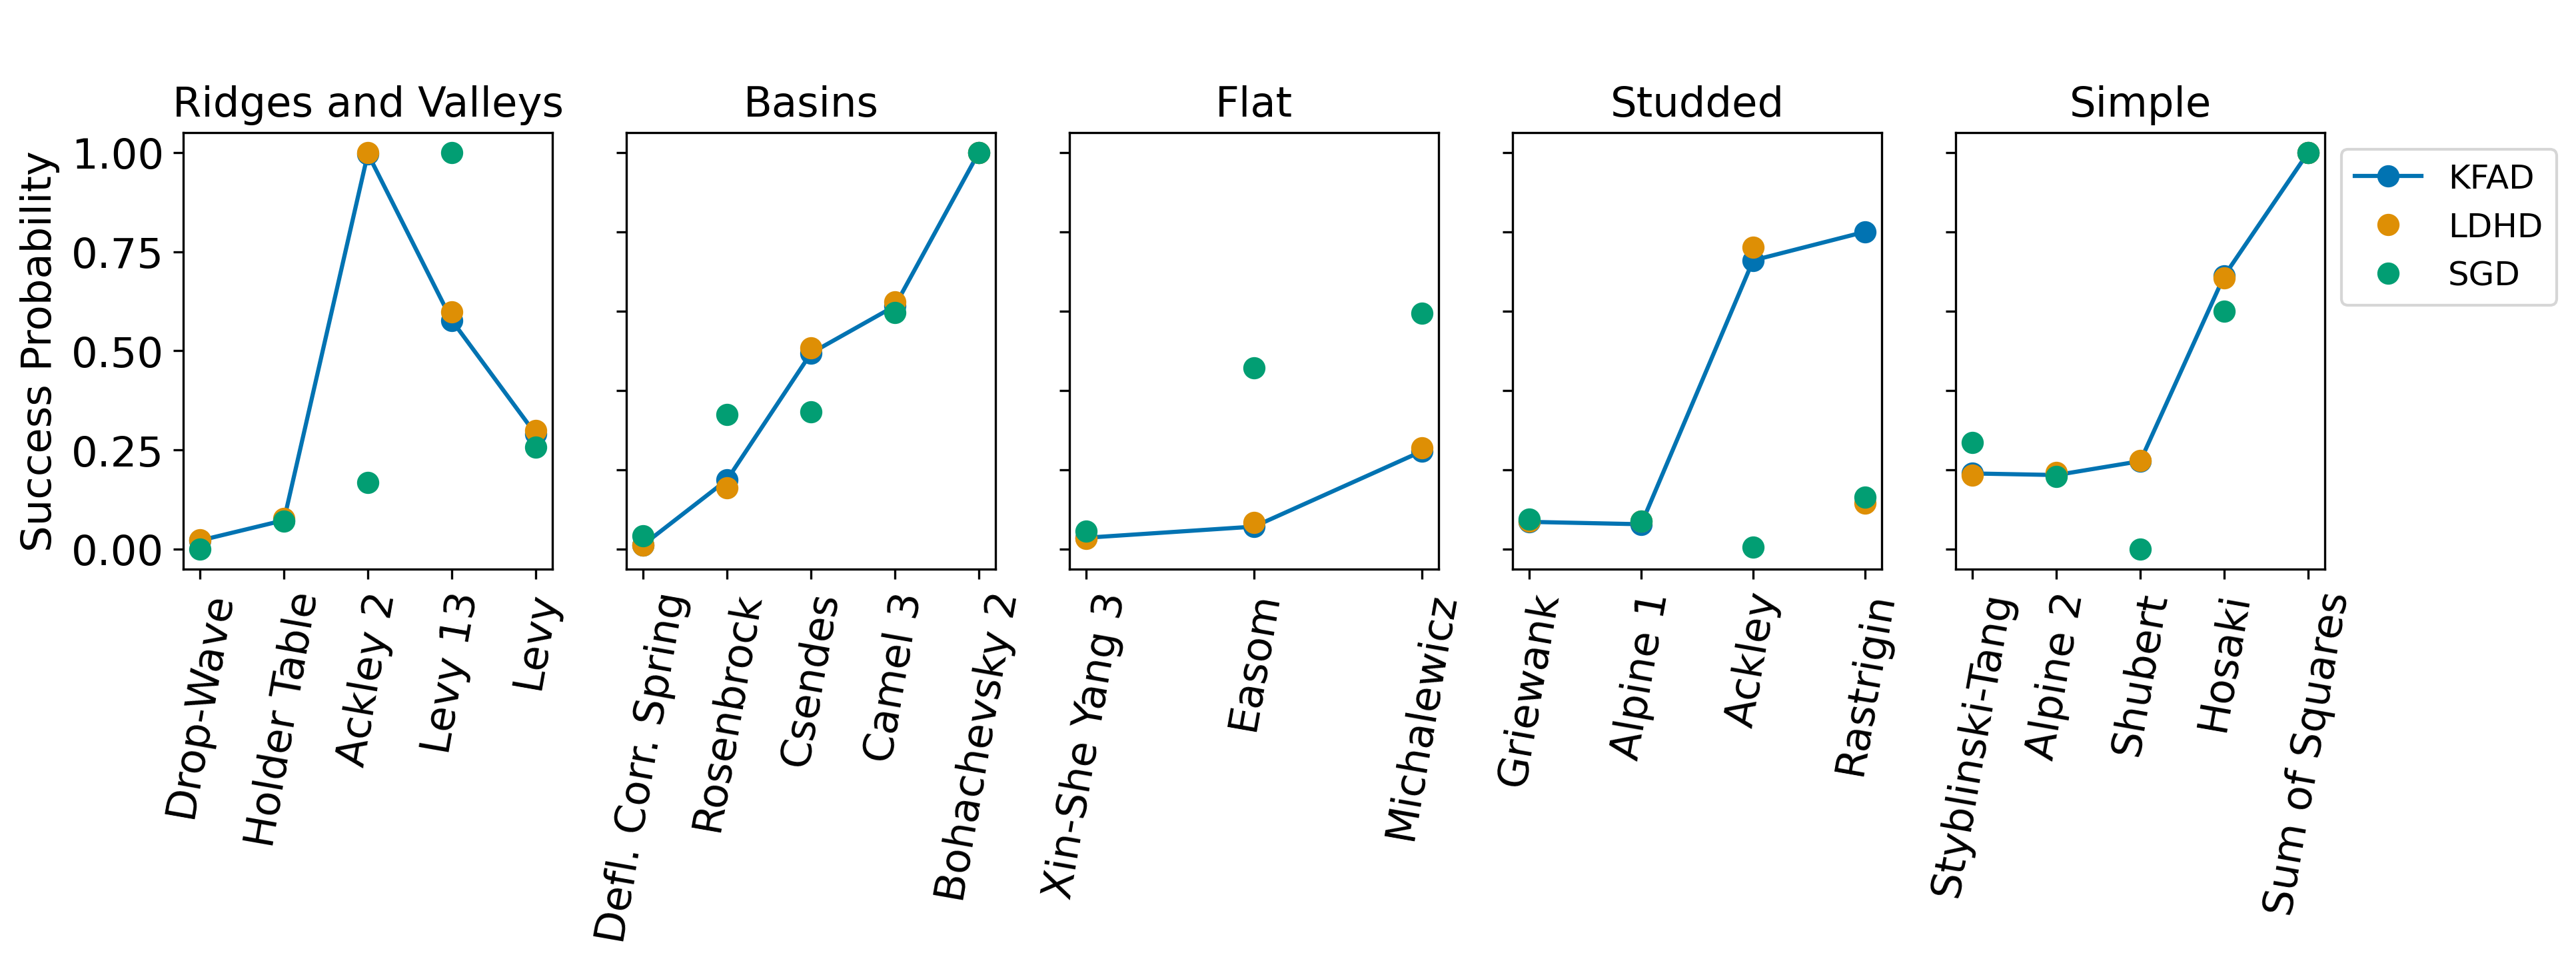 Ridges and Valleys
Basins
Flat
Studded
Simple
Success Probability
1.00
0.75
0.50
0.25
0.00
KFAD
LDHD
SGD
Drop-Wave
Holder Table
Ackley 2
Levy 13
Levy
Defl. Corr. Spring
Rosenbrock
Csendes
Camel 3
Bohachevsky 2
Xin-She Yang 3
Easom
Michalewicz
Griewank
Alpine 1
Ackley
Rastrigin
Styblinski-Tang
Alpine 2
Shubert
Hosaki
Sum of Squares